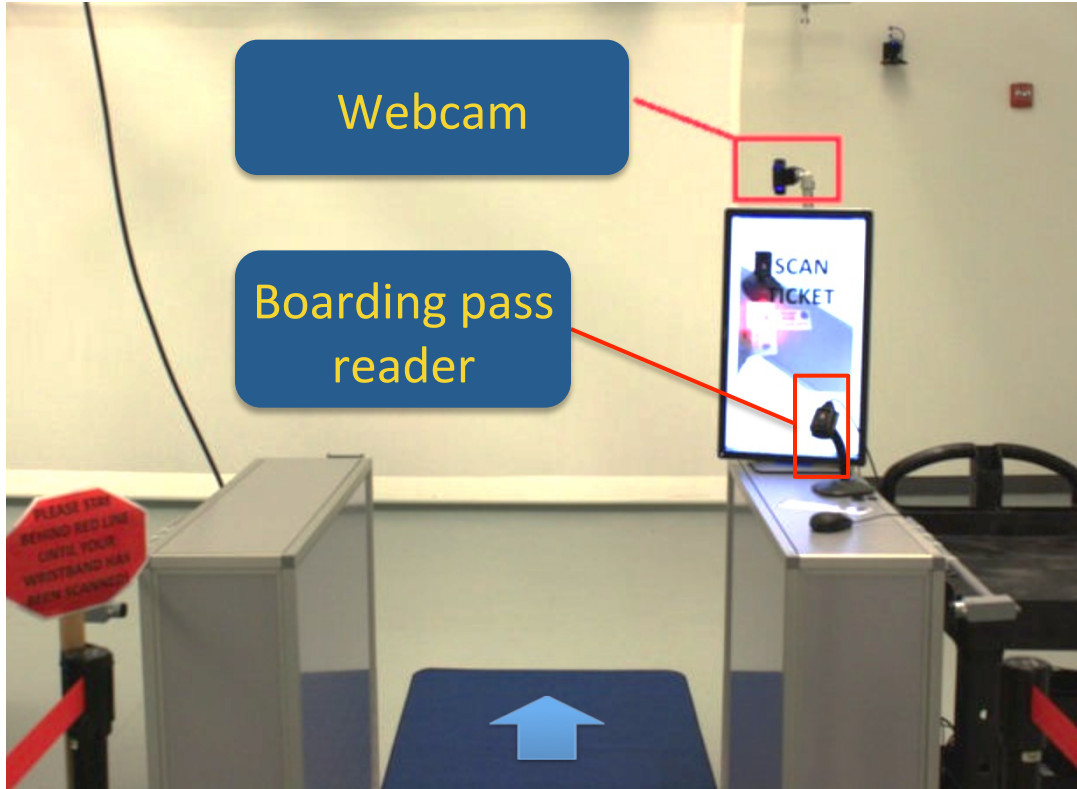 Webcam
Boarding pass
reader
SCAN
TICKET
PLEASE STAY
BEHIND RED LINE
UNTIL YOUR
WRISTBAND HAS
BEEN SCANNED!